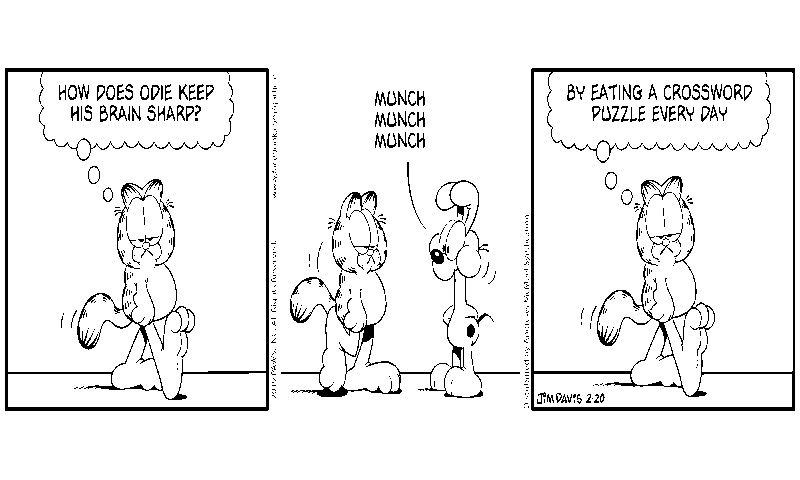 HOW DOES ODIE KEEP
HIS BRAIN SHARP?
MUNCH
MUNCH
MUNCH
BY EATING A CROSSWORD
PUZZLE EVERY DAY
JIM DAVIS 2-20